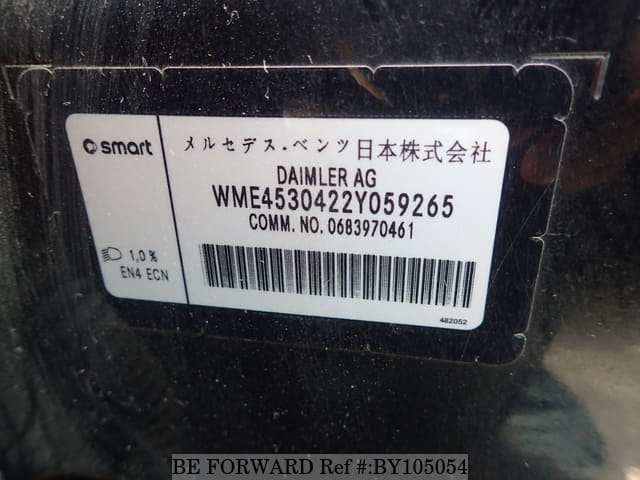 smart
メルセデス・ベンツ日本株式会社
DAIMLER AG
WME4530422Y059265
COMM. NO. 0683970461
1,0%
EN4 ECN
482052
BE FORWARD Ref #:BY105054